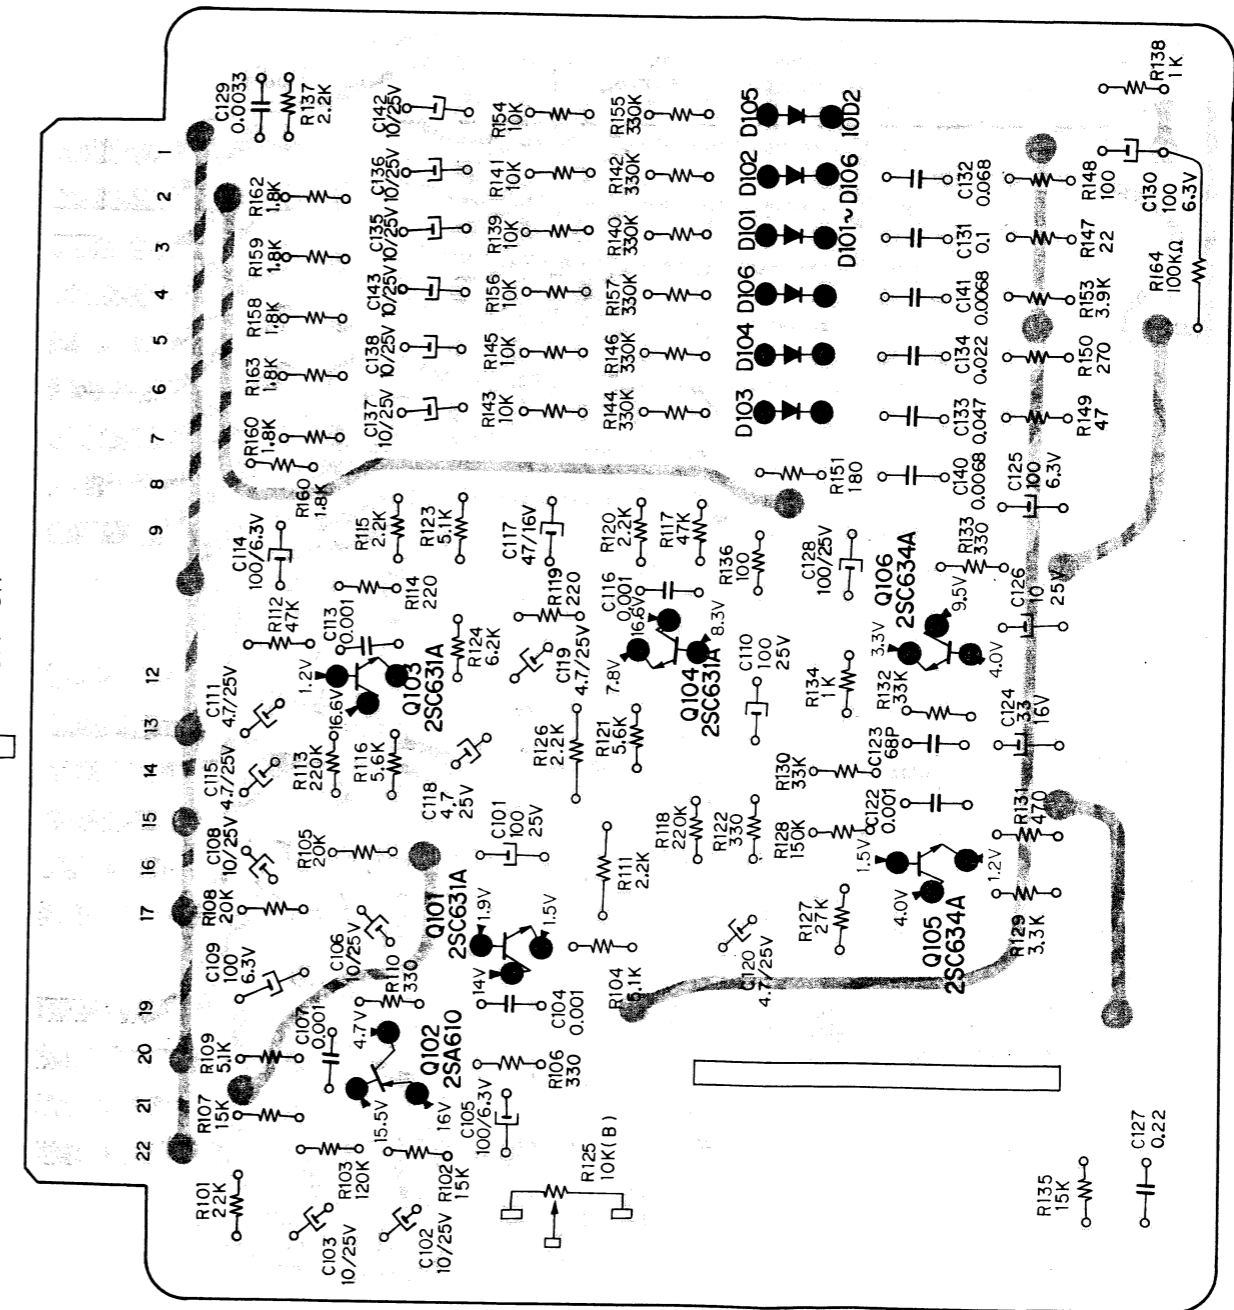 C129
0.0033
R137
2.2K
C142
10/25V
R154
10K
R155
330K
D105
10D2
R138
1K
1
R162
1.8K
C136
10/25V
R141
10K
R142
330K
D102
D106
C132
0.068
R148
100
C130
100
6.3V
2
R159
1.8K
C135
10/25V
R139
10K
R140
330K
D101
D101~D106
C131
0.1
R147
22
R164
100KΩ
3
R158
1.8K
C143
10/25V
R156
10K
R157
330K
D106
C141
0.0068
R153
3.9K
4
R163
1.8K
C138
10/25V
R145
10K
R146
330K
D104
C134
0.022
R150
270
5
R160
1.8K
C137
10/25V
R143
10K
R144
330K
D103
C133
0.047
R149
47
6
7
8
R160
1.8K
R151
180
C140
0.0068
C125
100
6.3V
9
C114
100/6.3V
R115
2.2K
R123
5.1K
C117
47/16V
R120
2.2K
R117
47K
R136
100
C128
100/25V
Q106
2SC634A
R133
330
R112
47K
C113
0.001
R114
220
R119
220
C116
0.001
16.6V
8.3V
9.5V
C126
10
25V
12
C111
4.7/25V
1.2V
16.6V
Q103
2SC631A
R124
6.2K
C119
4.7/25V
7.8V
Q104
2SC631A
C110
100
25V
R134
1K
3.3V
4.0V
R132
33K
13
C115
4.7/25V
R113
220K
R116
5.6K
C118
4.7
25V
R126
2.2K
R121
5.6K
R130
33K
C123
68P
C124
33
16V
14
15
C108
10/25V
R105
20K
C101
100
25V
R111
2.2K
R118
220K
R122
330
R128
150K
C122
0.001
R131
470
16
17
R108
20K
Q101
2SC631A
1.9V
1.5V
14V
R127
27K
1.5V
4.0V
1.2V
Q105
2SC634A
R129
3.3K
C109
100
6.3V
C106
10/25V
R110
330
R104
5.1K
C120
4.7/25V
19
C107
0.001
4.7V
Q102
2SA610
C104
0.001
20
R109
5.1K
15.5V
16V
R106
330
21
R107
15K
C105
100/6.3V
22
R101
22K
R103
120K
R102
15K
R125
10K(B)
C103
10/25V
C102
10/25V
R135
15K
C127
0.22